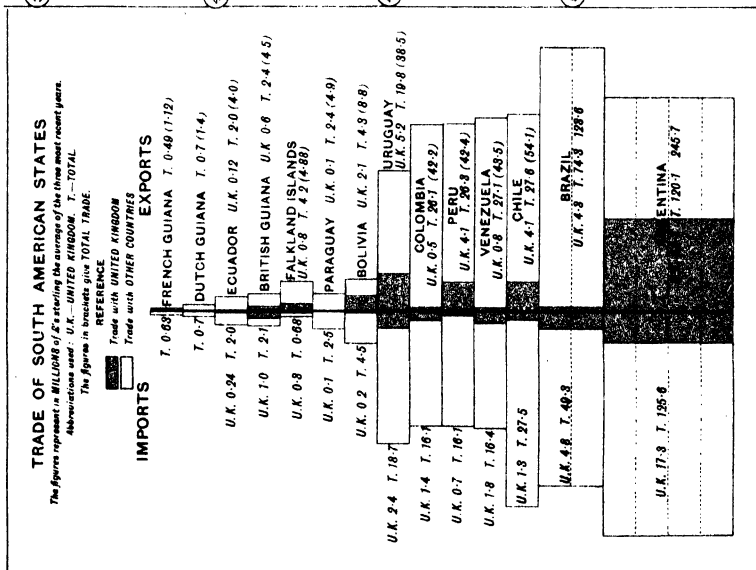 TRADE OF SOUTH AMERICAN STATES
The figures represent in MILLIONS of £'s sterling the average of the three most recent years.
Abbreviations used: U.K.—UNITED KINGDOM, T.—TOTAL.
The figures in brackets give TOTAL TRADE.
REFERENCE
Trade with UNITED KINGDOM
Trade with OTHER COUNTRIES
IMPORTS
EXPORTS
T. 0·63
FRENCH GUIANA T. 0·49 (1·12)
T. 0·7
DUTCH GUIANA T. 0·7 (1·4)
U.K. 0·24 T. 2·0
ECUADOR U.K. 0·12 T. 2·0 (4·0)
U.K. 1·0 T. 2·1
BRITISH GUIANA U.K 0·6 T. 2·4 (4·5)
U.K. 0·8 T. 0·68
FALKLAND ISLANDS
U.K. 0·8 T. 4·2 (4·88)
U.K. 0·1 T. 2·5
PARAGUAY U.K. 0·1 T. 2·4 (4·9)
U.K. 0·2 T. 4·5
BOLIVIA U.K. 2·1 T. 4·3 (8·8)
U.K. 2·4 T. 18·7
URUGUAY
U.K. 5·2 T. 19·8 (38·5)
U.K. 1·4 T. 16·1
COLOMBIA
U.K. 0·5 T. 26·1 (42·2)
U.K. 0·7 T. 16·1
PERU
U.K. 4·1 T. 26·3 (42·4)
U.K. 1·8 T. 16·4
VENEZUELA
U.K. 0·8 T. 27·1 (43·5)
U.K. 1·3 T. 27·5
CHILE
U.K. 4·1 T. 27·6 (54·1)
U.K. 4·8 T. 49·3
BRAZIL
U.K. 4·3 T. 74·3 123·6
U.K. 17·3 T. 125·6
ENTINA
T. 120·1 245·7